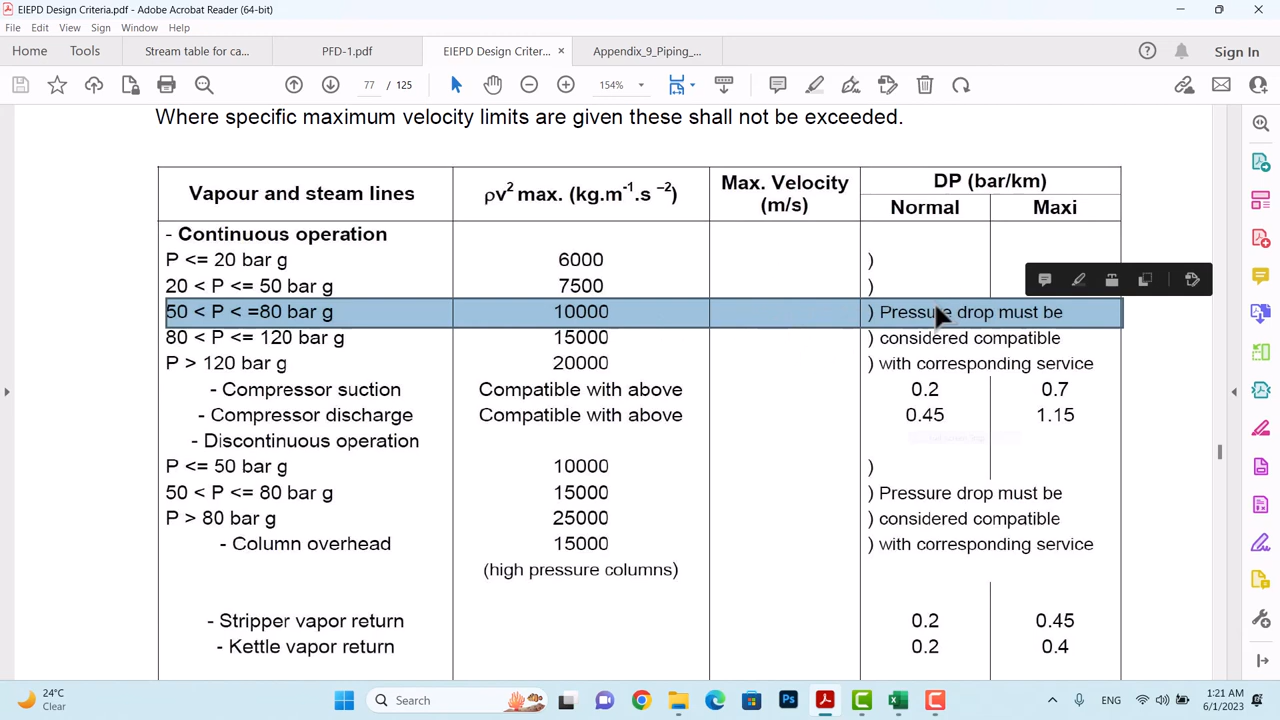 EIEPD Design Criteria.pdf - Adobe Acrobat Reader (64-bit)
File Edit View Sign Window Help
Home Tools Stream table for ca... PFD-1.pdf EIEPD Design Criter... × Appendix_9_Piping_... Sign In
77 / 125 154%
Where specific maximum velocity limits are given these shall not be exceeded.
Vapour and steam lines ρv² max. (kg.m⁻¹.s ⁻²) Max. Velocity (m/s) DP (bar/km)
Normal Maxi
- Continuous operation
P <= 20 bar g 6000 )
20 < P <= 50 bar g 7500 )
50 < P < =80 bar g 10000 ) Pressure drop must be
80 < P <= 120 bar g 15000 ) considered compatible
P > 120 bar g 20000 ) with corresponding service
- Compressor suction Compatible with above 0.2 0.7
- Compressor discharge Compatible with above 0.45 1.15
- Discontinuous operation
P <= 50 bar g 10000 )
50 < P <= 80 bar g 15000 ) Pressure drop must be
P > 80 bar g 25000 ) considered compatible
- Column overhead 15000 ) with corresponding service
(high pressure columns)
- Stripper vapor return 0.2 0.45
- Kettle vapor return 0.2 0.4
24°C
Clear
Search
ENG
1:21 AM
6/1/2023